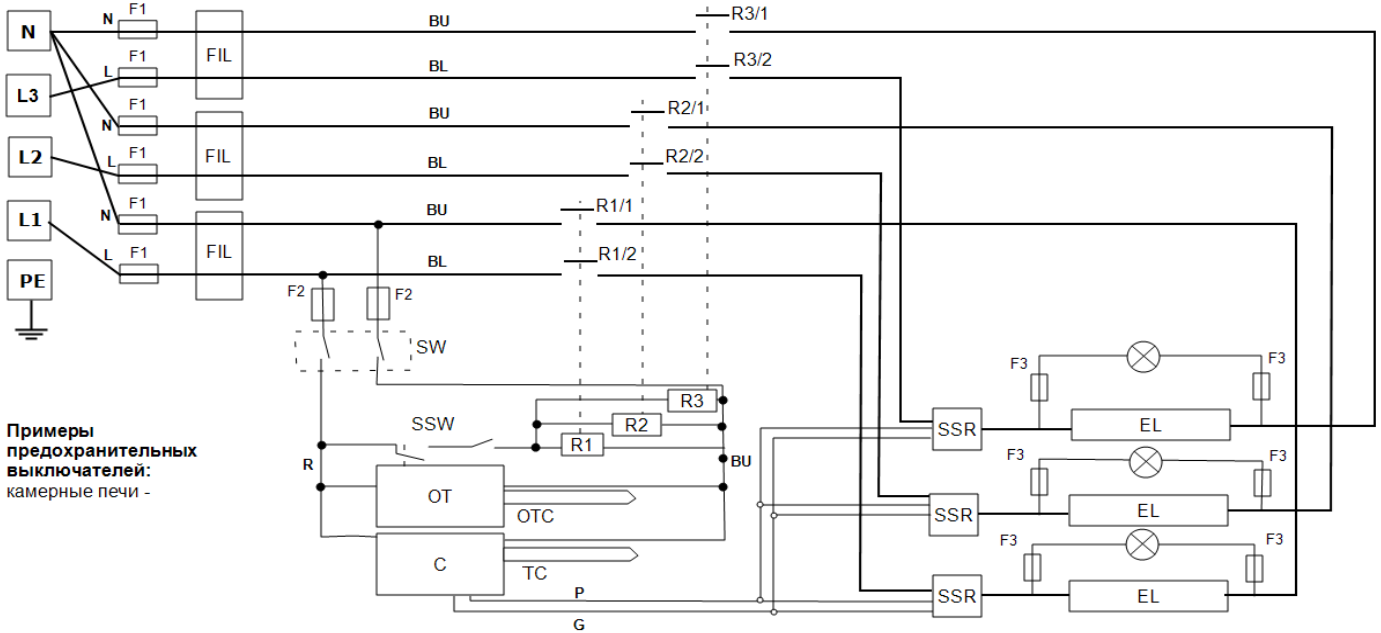 N
L3
L2
L1
PE
N
F1
L
F1
N
F1
L
F1
N
F1
L
F1
FIL
FIL
FIL
BU
BL
BU
BL
BU
BL
R3/1
R3/2
R2/1
R2/2
R1/1
R1/2
F2
F2
SW
SSW
R3
R2
R1
R
BU
OT
OTC
C
TC
P
G
SSR
SSR
SSR
F3
F3
EL
F3
F3
EL
F3
F3
EL
Примеры
предохранительных
выключателей:
камерные печи -